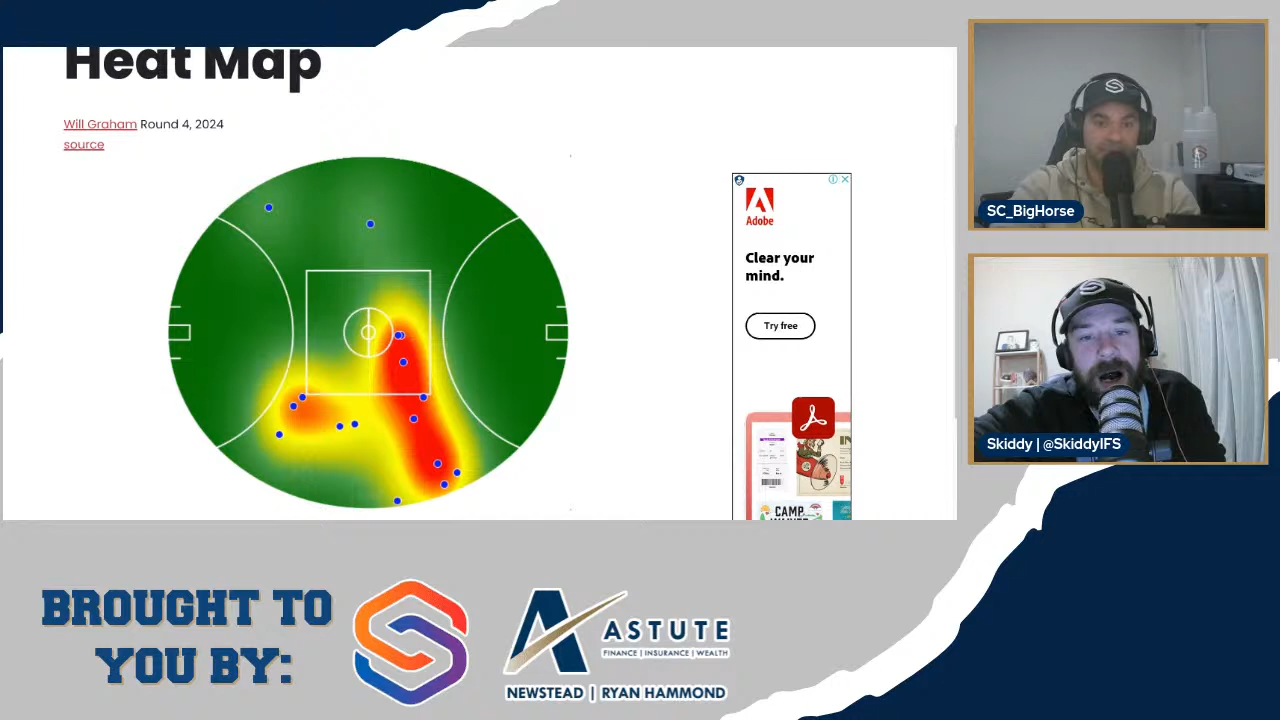 Heat Map
Will Graham Round 4, 2024
source
Adobe
Clear your
mind.
Try free
CAMP
SC_BigHorse
Skiddy | @SkiddyIFS
BROUGHT TO
YOU BY:
ASTUTE
FINANCE | INSURANCE | WEALTH
NEWSTEAD | RYAN HAMMOND